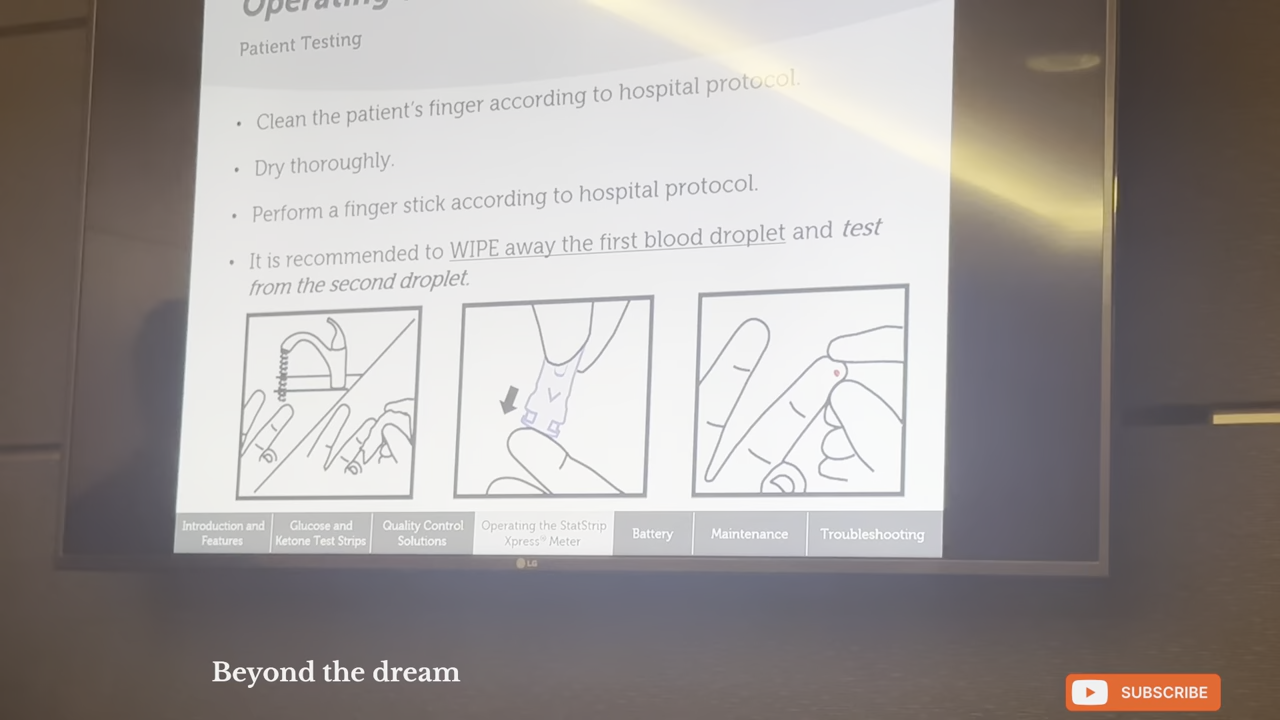 Operating
Patient Testing
• Clean the patient's finger according to hospital protocol.
• Dry thoroughly.
• Perform a finger stick according to hospital protocol.
• It is recommended to WIPE away the first blood droplet and test
from the second droplet.
Introduction and
Features
Glucose and
Ketone Test Strips
Quality Control
Solutions
Operating the StatStrip
Xpress® Meter
Battery
Maintenance
Troubleshooting
LG
Beyond the dream
SUBSCRIBE